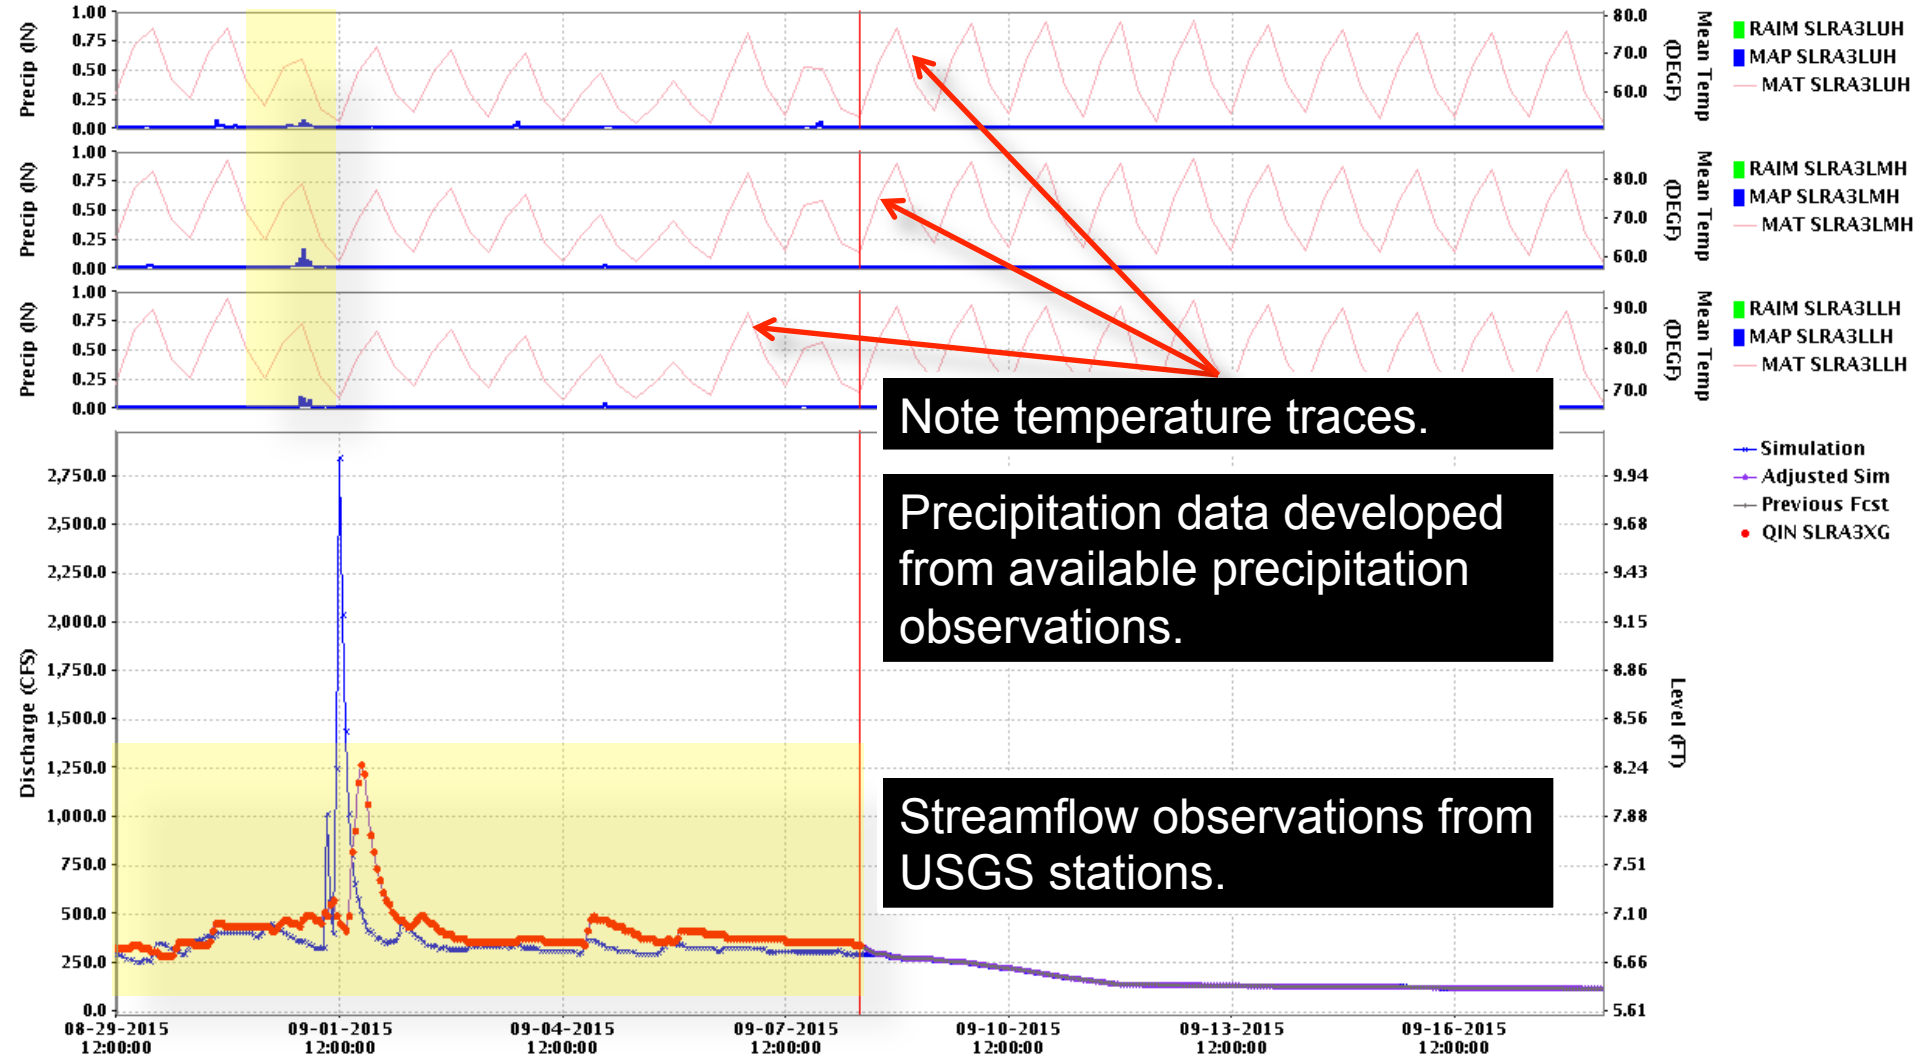 1.00
0.75
0.50
0.25
0.00
Precip (IN)
80.0
70.0
60.0
Mean Temp
(DEGF)
RAIM SLRA3LUH
MAP SLRA3LUH
MAT SLRA3LUH
1.00
0.75
0.50
0.25
0.00
Precip (IN)
80.0
70.0
60.0
Mean Temp
(DEGF)
RAIM SLRA3LMH
MAP SLRA3LMH
MAT SLRA3LMH
1.00
0.75
0.50
0.25
0.00
Precip (IN)
90.0
80.0
70.0
Mean Temp
(DEGF)
RAIM SLRA3LLH
MAP SLRA3LLH
MAT SLRA3LLH
Note temperature traces.
Precipitation data developed
from available precipitation
observations.
Streamflow observations from
USGS stations.
2,750.0
2,500.0
2,250.0
2,000.0
1,750.0
1,500.0
1,250.0
1,000.0
750.0
500.0
250.0
0.0
Discharge (CFS)
9.94
9.68
9.43
9.15
8.86
8.56
8.24
7.88
7.51
7.10
6.66
5.61
Level (FT)
Simulation
Adjusted Sim
Previous Fcst
QIN SLRA3XG
08-29-2015 09-01-2015 09-04-2015 09-07-2015 09-10-2015 09-13-2015 09-16-2015
12:00:00 12:00:00 12:00:00 12:00:00 12:00:00 12:00:00 12:00:00